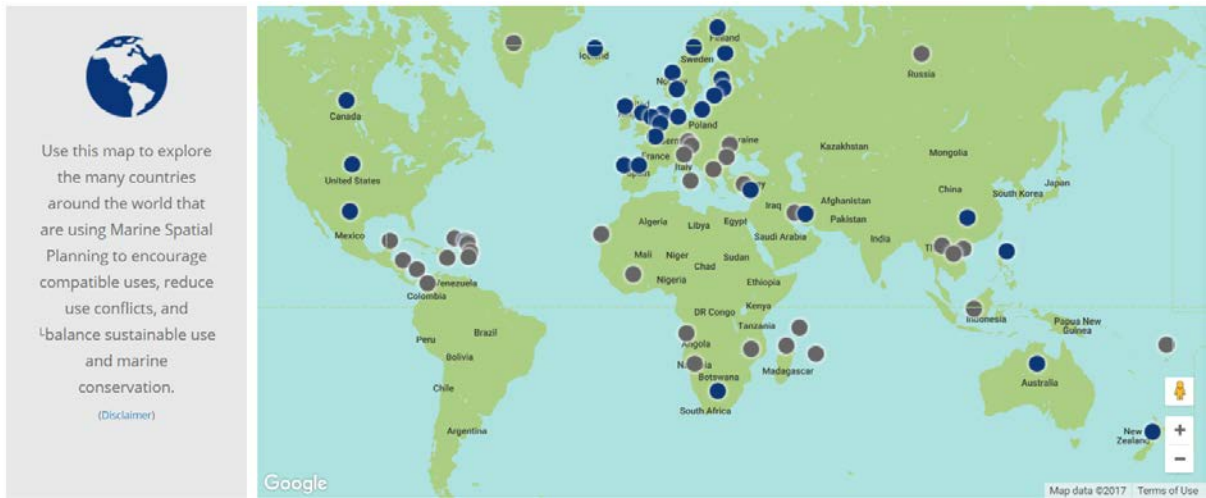 Use this map to explore
the many countries
around the world that
are using Marine Spatial
Planning to encourage
compatible uses, reduce
use conflicts, and
└balance sustainable use
and marine
conservation.
(Disclaimer)
Finland
Iceland
Sweden
Russia
Canada
Poland
France
Kazakhstan
Mongolia
Italy
United States
China
Japan
South Korea
Afghanistan
Iraq
Pakistan
Algeria
Libya
Egypt
Mexico
Saudi Arabia
India
Mali
Niger
Sudan
Chad
Venezuela
Nigeria
Ethiopia
Colombia
DR Congo
Kenya
Indonesia
Papua New
Guinea
Tanzania
Peru
Brazil
Angola
Bolivia
Botswana
Madagascar
Australia
Chile
South Africa
Argentina
New
Zealand
+
−
Google
Map data ©2017
Terms of Use